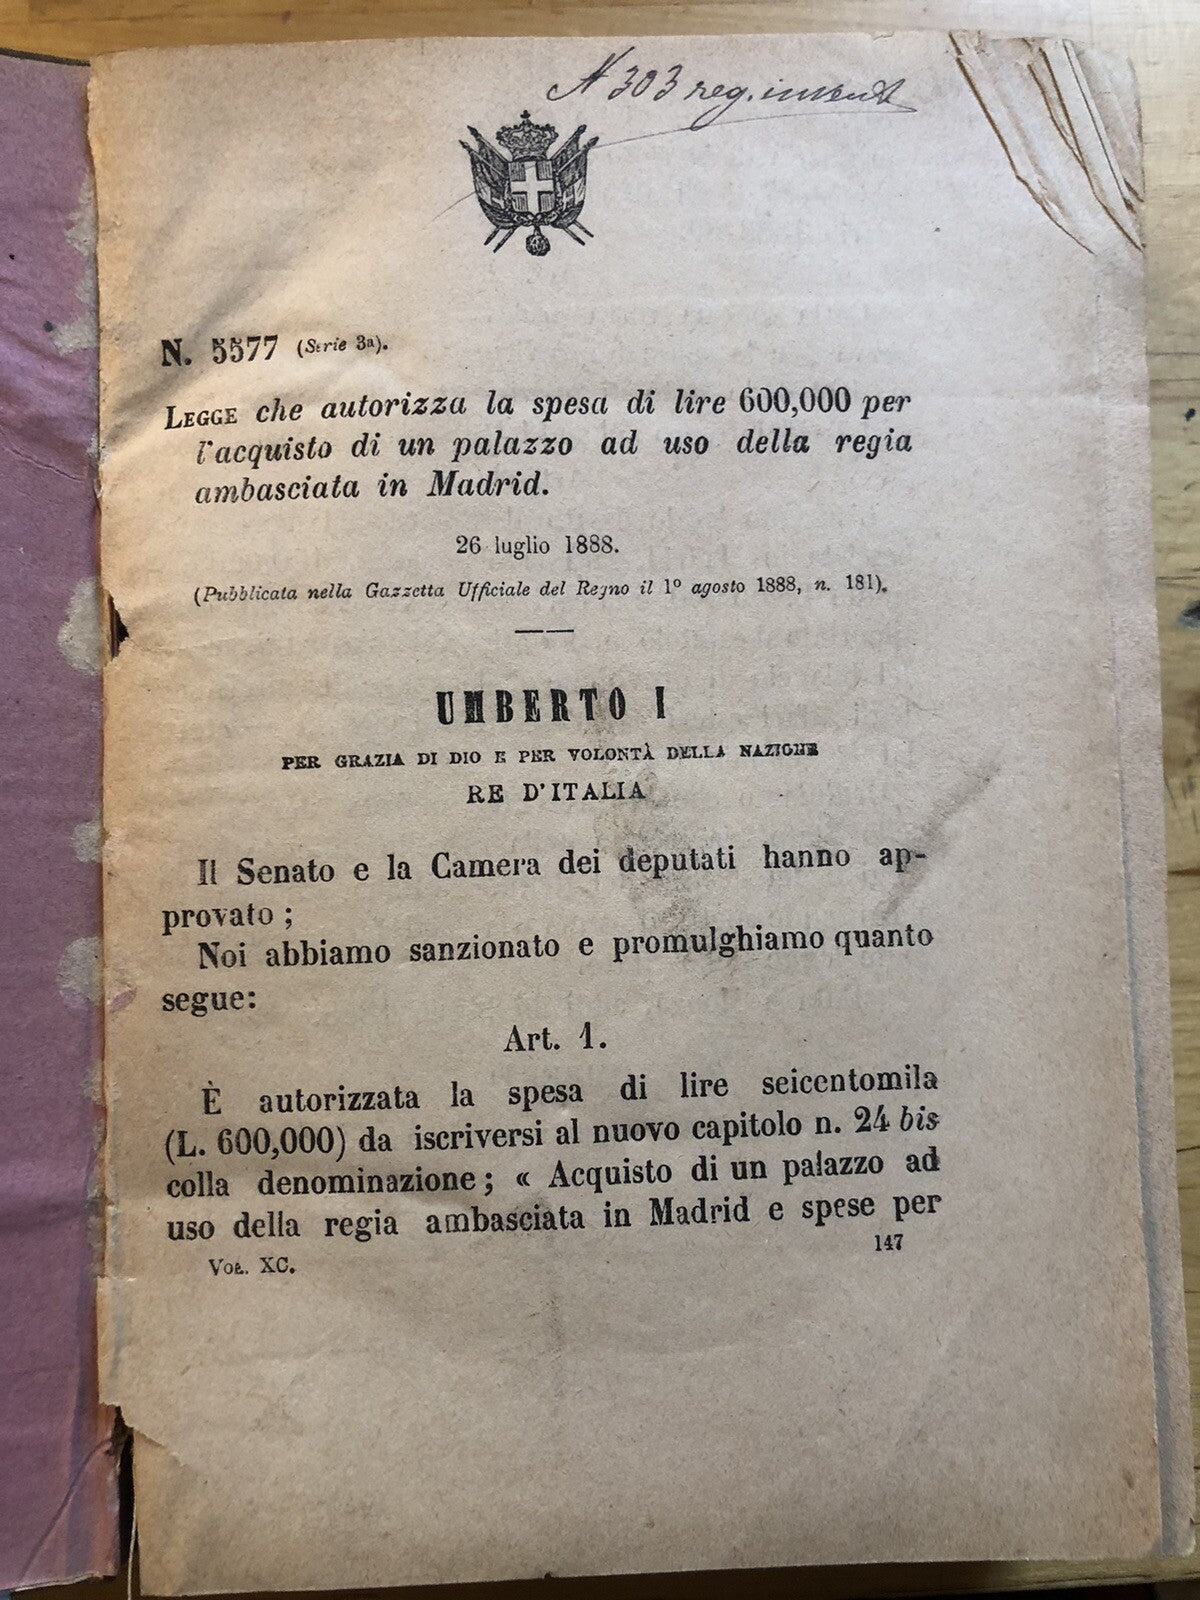 N 303 reg. invent
N. 5577 (Serie 3ª).
LEGGE che autorizza la spesa di lire 600,000 per
l'acquisto di un palazzo ad uso della regia
ambasciata in Madrid.
26 luglio 1888.
(Pubblicata nella Gazzetta Ufficiale del Regno il 1º agosto 1888, n. 181).
UMBERTO I
PER GRAZIA DI DIO E PER VOLONTÀ DELLA NAZIONE
RE D'ITALIA
Il Senato e la Camera dei deputati hanno ap-
provato ;
Noi abbiamo sanzionato e promulghiamo quanto
segue:
Art. 1.
È autorizzata la spesa di lire seicentomila
(L. 600,000) da iscriversi al nuovo capitolo n. 24 bis
colla denominazione ; « Acquisto di un palazzo ad
uso della regia ambasciata in Madrid e spese per
147
VOL. XC.